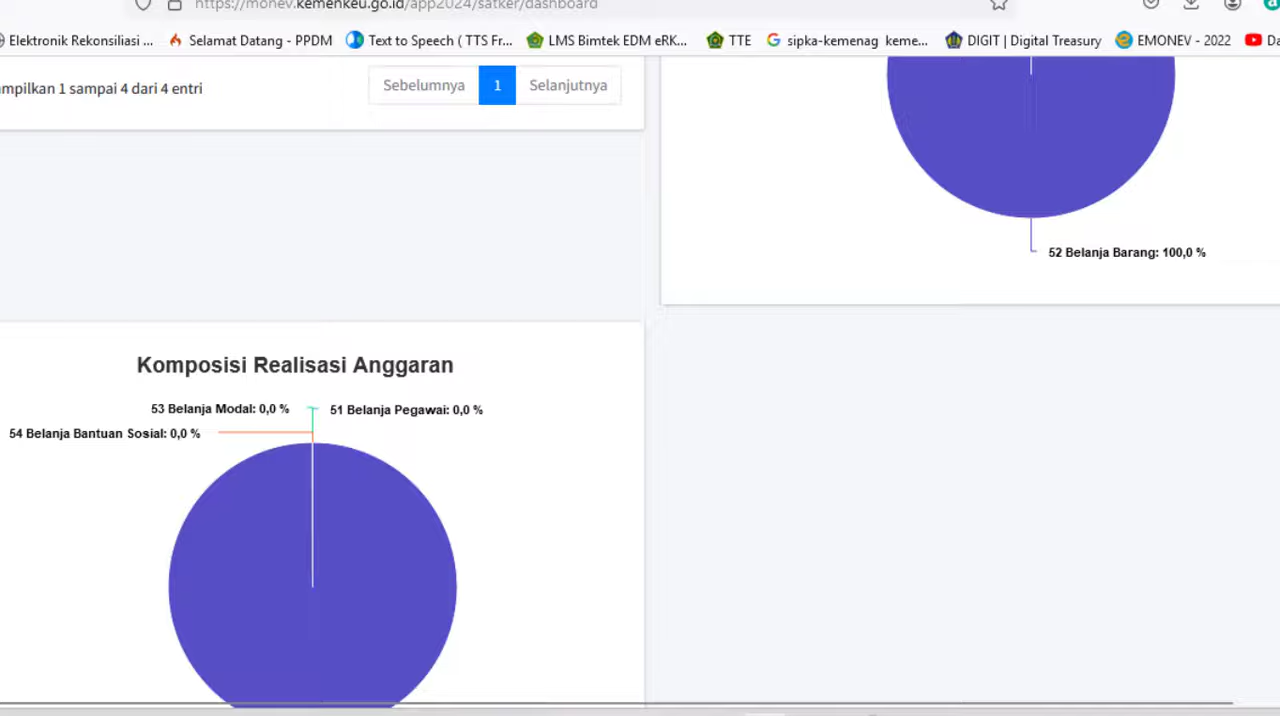 https://monev.kemenkeu.go.id/app2024/satker/dashboard
Elektronik Rekonsiliasi ...
Selamat Datang - PPDM
Text to Speech ( TTS Fr...
LMS Bimtek EDM eRK...
TTE
sipka-kemenag keme...
DIGIT | Digital Treasury
EMONEV - 2022
Da
mpilkan 1 sampai 4 dari 4 entri
Sebelumnya
1
Selanjutnya
52 Belanja Barang: 100,0 %
Komposisi Realisasi Anggaran
53 Belanja Modal: 0,0 %
51 Belanja Pegawai: 0,0 %
54 Belanja Bantuan Sosial: 0,0 %